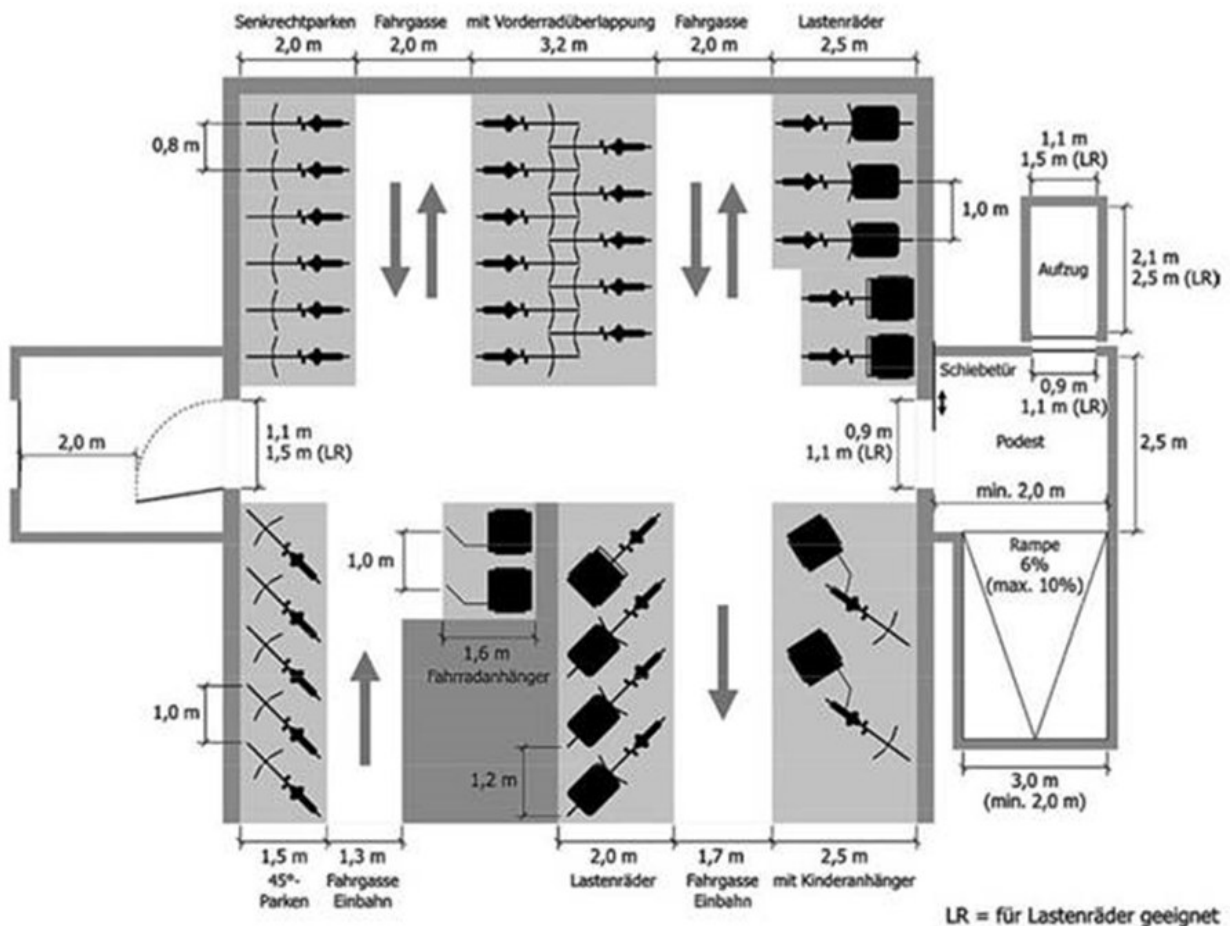 Senkrechtparken
2,0 m
Fahrgasse
2,0 m
mit Vorderradüberlappung
3,2 m
Fahrgasse
2,0 m
Lastenräder
2,5 m
0,8 m
1,0 m
1,1 m
1,5 m (LR)
Aufzug
2,1 m
2,5 m (LR)
Schiebetür
0,9 m
1,1 m (LR)
2,0 m
1,1 m
1,5 m (LR)
0,9 m
1,1 m (LR)
Podest
2,5 m
min. 2,0 m
1,0 m
Rampe
6%
(max. 10%)
1,6 m
Fahrradanhänger
1,0 m
1,2 m
3,0 m
(min. 2,0 m)
1,5 m
45°-
Parken
1,3 m
Fahrgasse
Einbahn
2,0 m
Lastenräder
1,7 m
Fahrgasse
Einbahn
2,5 m
mit Kinderanhänger
LR = für Lastenräder geeignet